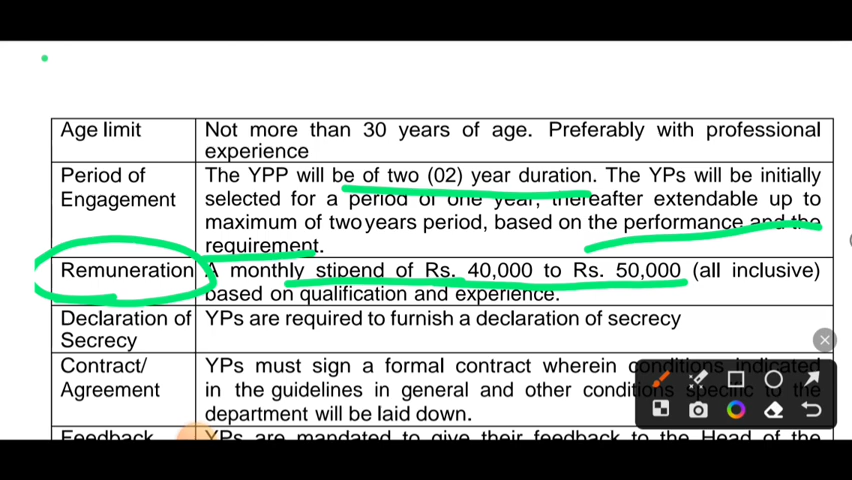 Age limit
Not more than 30 years of age. Preferably with professional
experience
Period of
Engagement
The YPP will be of two (02) year duration. The YPs will be initially
selected for a period of one year, thereafter extendable up to
maximum of two years period, based on the performance and the
requirement.
Remuneration
A monthly stipend of Rs. 40,000 to Rs. 50,000 (all inclusive)
based on qualification and experience.
Declaration of
Secrecy
YPs are required to furnish a declaration of secrecy
Contract/
Agreement
YPs must sign a formal contract wherein conditions indicated
in the guidelines in general and other conditions specific to the
department will be laid down.
Feedback
YPs are mandated to give their feedback to the Head of the